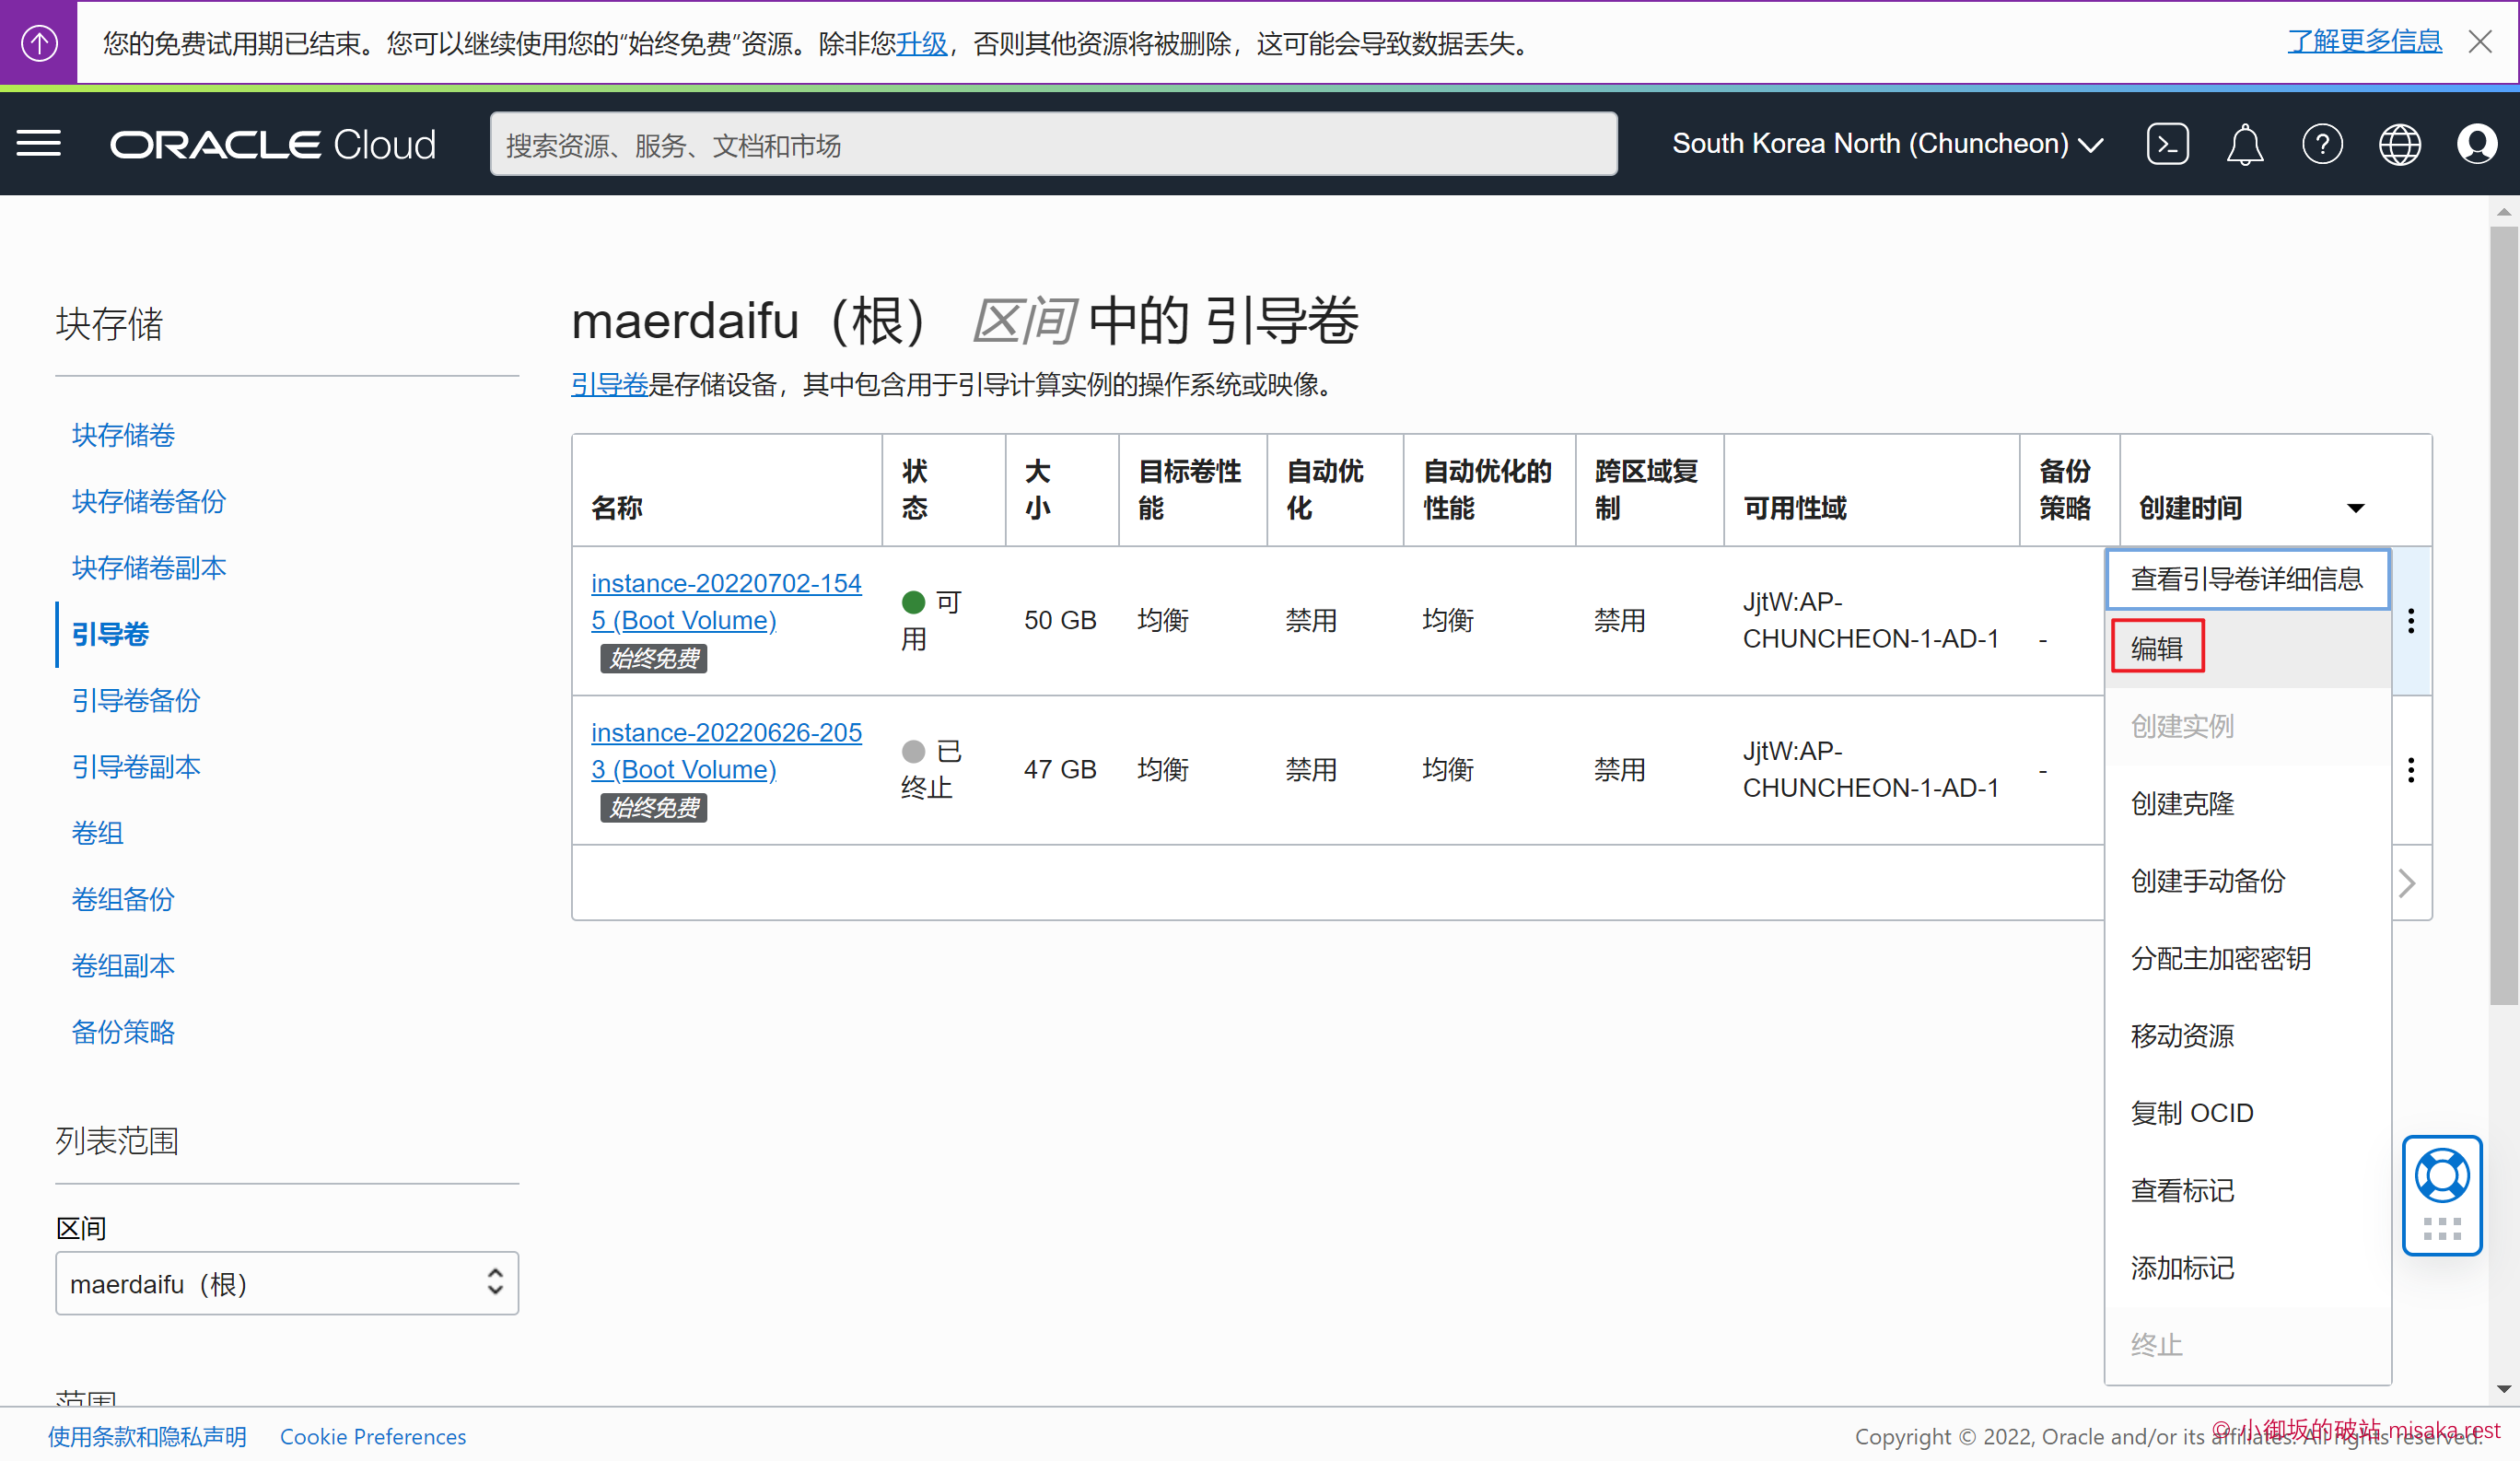 您的免费试用期已结束。您可以继续使用您的“始终免费”资源。除非您升级，否则其他资源将被删除，这可能会导致数据丢失。
了解更多信息
ORACLE Cloud
搜索资源、服务、文档和市场
South Korea North (Chuncheon)
块存储
块存储卷
块存储卷备份
块存储卷副本
引导卷
引导卷备份
引导卷副本
卷组
卷组备份
卷组副本
备份策略
列表范围
区间
maerdaifu（根）
范围
maerdaifu（根） 区间 中的 引导卷
引导卷是存储设备，其中包含用于引导计算实例的操作系统或映像。
名称
状态
大小
目标卷性能
自动优化
自动优化的性能
跨区域复制
可用性域
备份策略
创建时间
instance-20220702-154
5 (Boot Volume)
始终免费
可用
50 GB
均衡
禁用
均衡
禁用
JjtW:AP-
CHUNCHEON-1-AD-1
-
instance-20220626-205
3 (Boot Volume)
始终免费
已终止
47 GB
均衡
禁用
均衡
禁用
JjtW:AP-
CHUNCHEON-1-AD-1
-
查看引导卷详细信息
编辑
创建实例
创建克隆
创建手动备份
分配主加密密钥
移动资源
复制 OCID
查看标记
添加标记
终止
使用条款和隐私声明
Cookie Preferences
Copyright © 2022, Oracle and/or its affiliates. All rights reserved.
© 小御坂的破站 misaka.rest